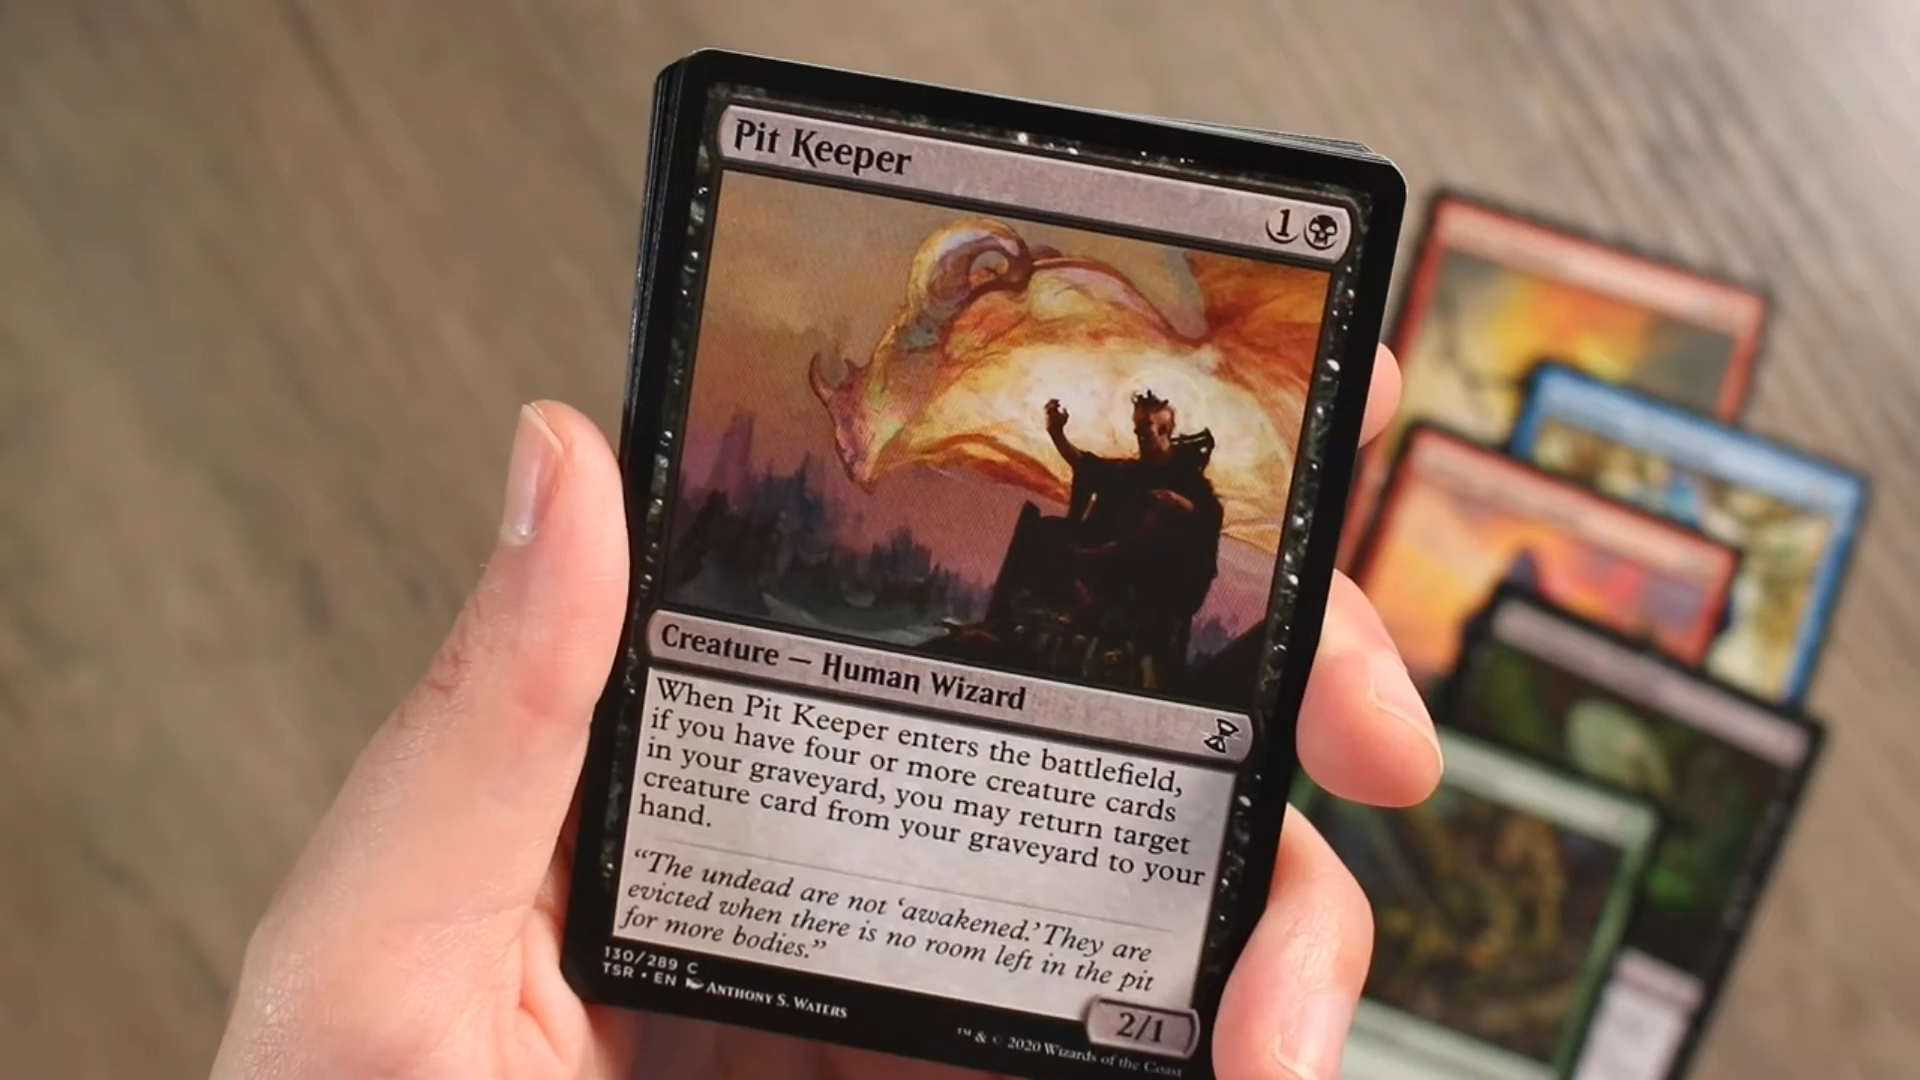 Pit Keeper
1
Creature — Human Wizard
When Pit Keeper enters the battlefield,
if you have four or more creature cards
in your graveyard, you may return target
creature card from your graveyard to your
hand.
“The undead are not ‘awakened.’ They are
evicted when there is no room left in the pit
for more bodies.”
130/289 C
TSR • EN ANTHONY S. WATERS
2/1
™ & © 2020 Wizards of the Coast